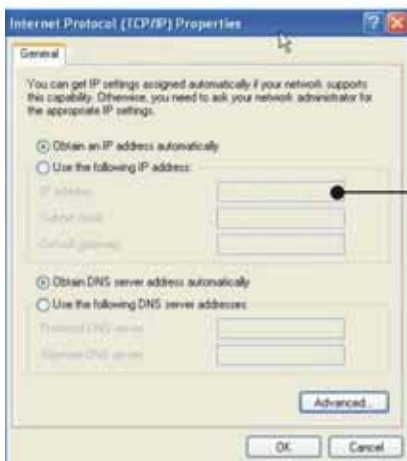 Internet Protocol (TCP/IP) Properties
General
You can get IP settings assigned automatically if your network supports
this capability. Otherwise, you need to ask your network administrator for
the appropriate IP settings.
Obtain an IP address automatically
Use the following IP address:
IP address
Subnet mask
Default gateway
Obtain DNS server address automatically
Use the following DNS server addresses:
DNS server
Alternate DNS server
Advanced...
OK
Cancel